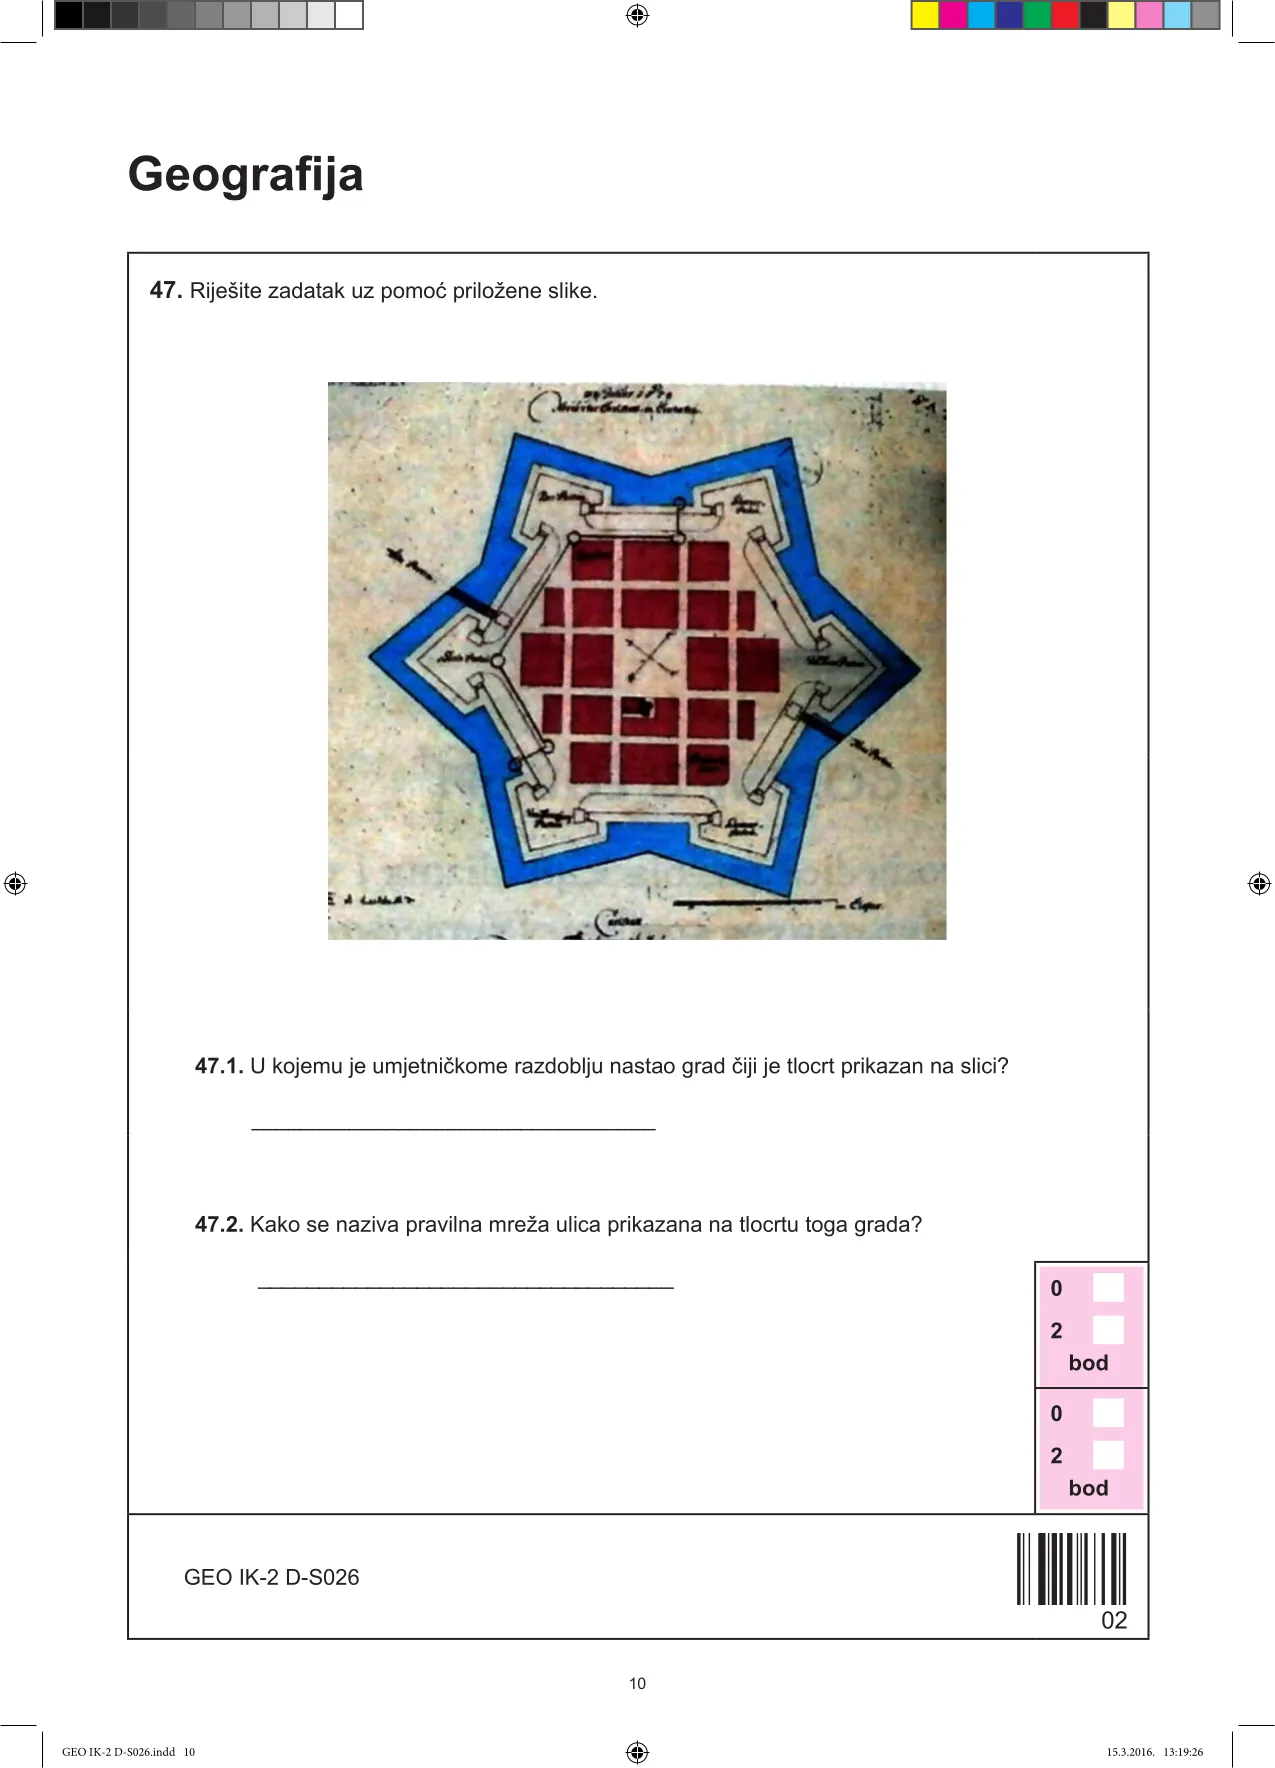 Geografija
47. Riješite zadatak uz pomoć priložene slike.
47.1. U kojemu je umjetničkome razdoblju nastao grad čiji je tlocrt prikazan na slici?
_________________________________
47.2. Kako se naziva pravilna mreža ulica prikazana na tlocrtu toga grada?
__________________________________
0
2
bod
0
2
bod
GEO IK-2 D-S026
02
10
GEO IK-2 D-S026.indd 10
15.3.2016. 13:19:26